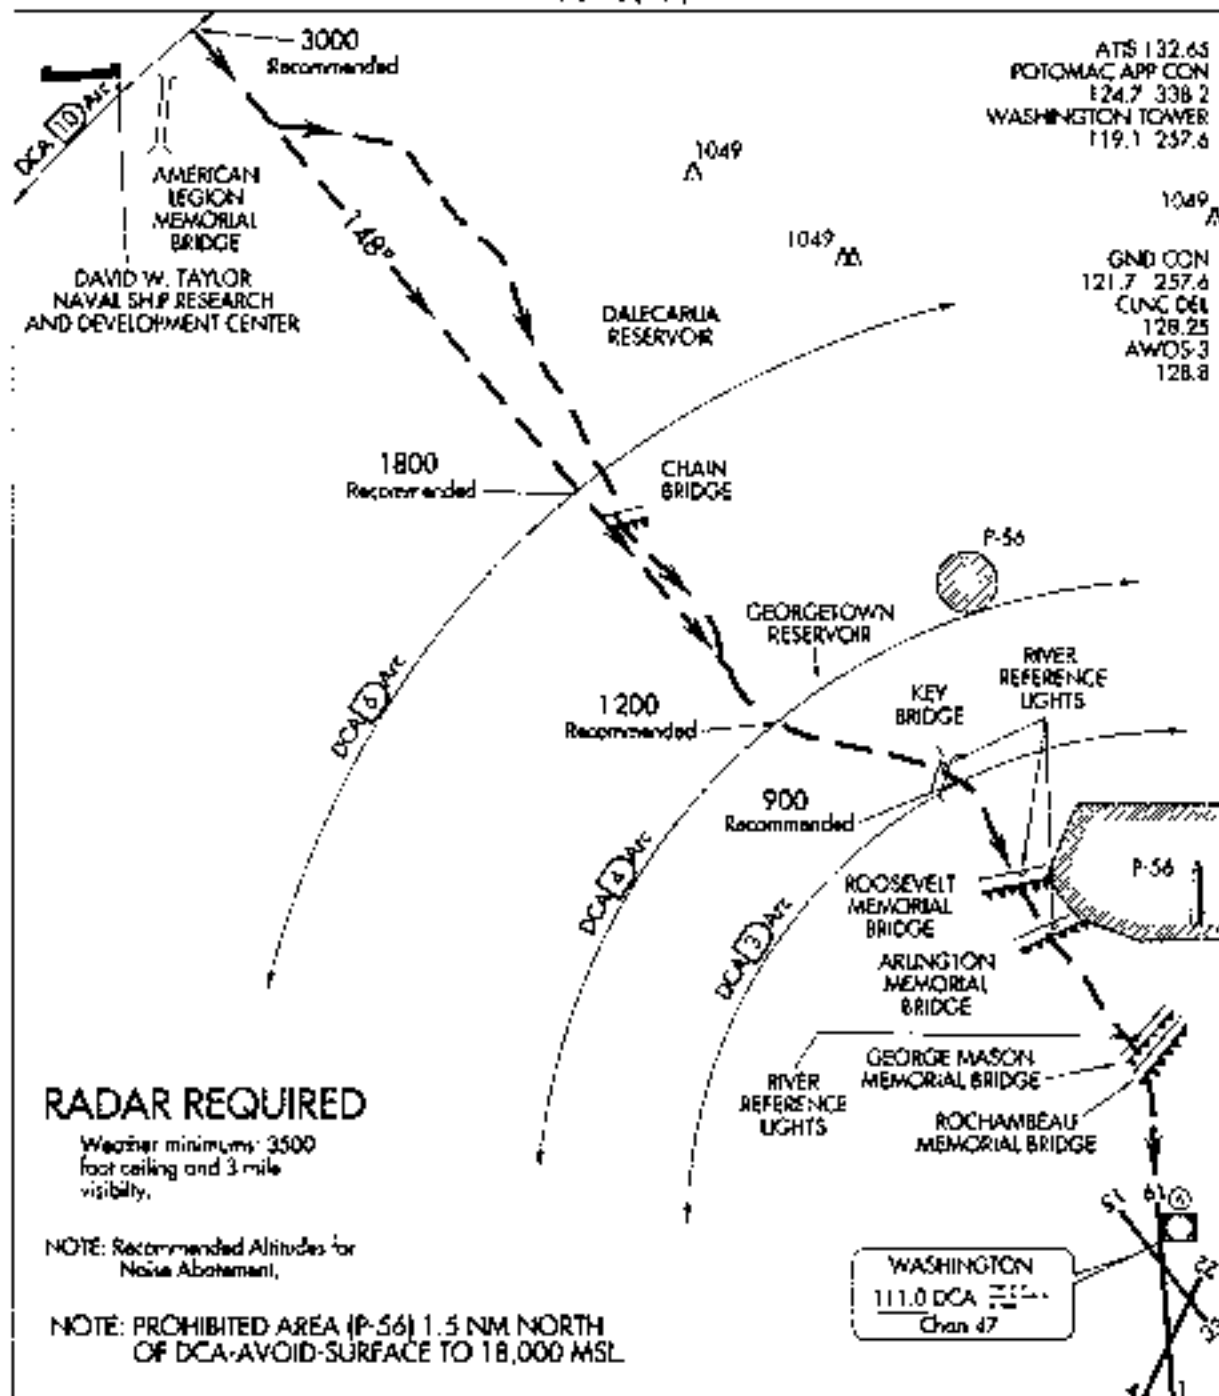 3000
Recommended
ATIS 132.65
POTOMAC APP CON
124.7 338.2
WASHINGTON TOWER
119.1 257.6
DCA 10 Arc
1049
1049
1049
AMERICAN
LEGION
MEMORIAL
BRIDGE
148°
GND CON
121.7 257.6
CLNC DEL
128.25
AWOS-3
128.8
DAVID W. TAYLOR
NAVAL SHIP RESEARCH
AND DEVELOPMENT CENTER
DALECARLIA
RESERVOIR
1800
Recommended
CHAIN
BRIDGE
P-56
GEORGETOWN
RESERVOIR
RIVER
REFERENCE
LIGHTS
KEY
BRIDGE
DCA 6 Arc
1200
Recommended
900
Recommended
DCA 4 Arc
P-56
ROOSEVELT
MEMORIAL
BRIDGE
DCA 3 Arc
ARLINGTON
MEMORIAL
BRIDGE
GEORGE MASON
MEMORIAL BRIDGE
RIVER
REFERENCE
LIGHTS
ROCHAMBEAU
MEMORIAL BRIDGE
RADAR REQUIRED
Weather minimums: 3500
foot ceiling and 3 mile
visibilty.
NOTE: Recommended Altitudes for
Noise Abatement.
15
19
22
33
1
WASHINGTON
111.0 DCA
Chan 47
NOTE: PROHIBITED AREA (P-56) 1.5 NM NORTH
OF DCA-AVOID-SURFACE TO 18,000 MSL